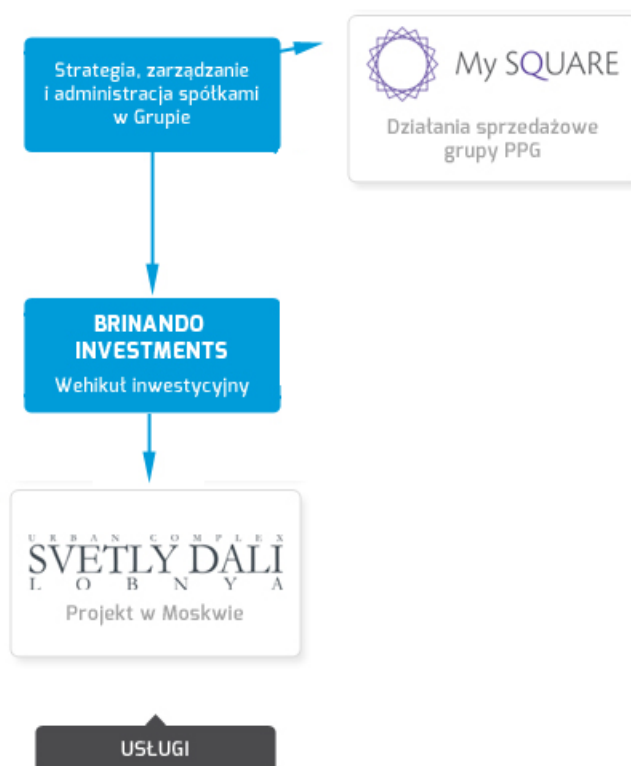 Strategia, zarządzanie
i administracja spółkami
w Grupie
My SQUARE
Działania sprzedażowe
grupy PPG
BRINANDO
INVESTMENTS
Wehikuł inwestycyjny
URBAN COMPLEX
SVETLY DALI
LOBNYA
Projekt w Moskwie
USŁUGI